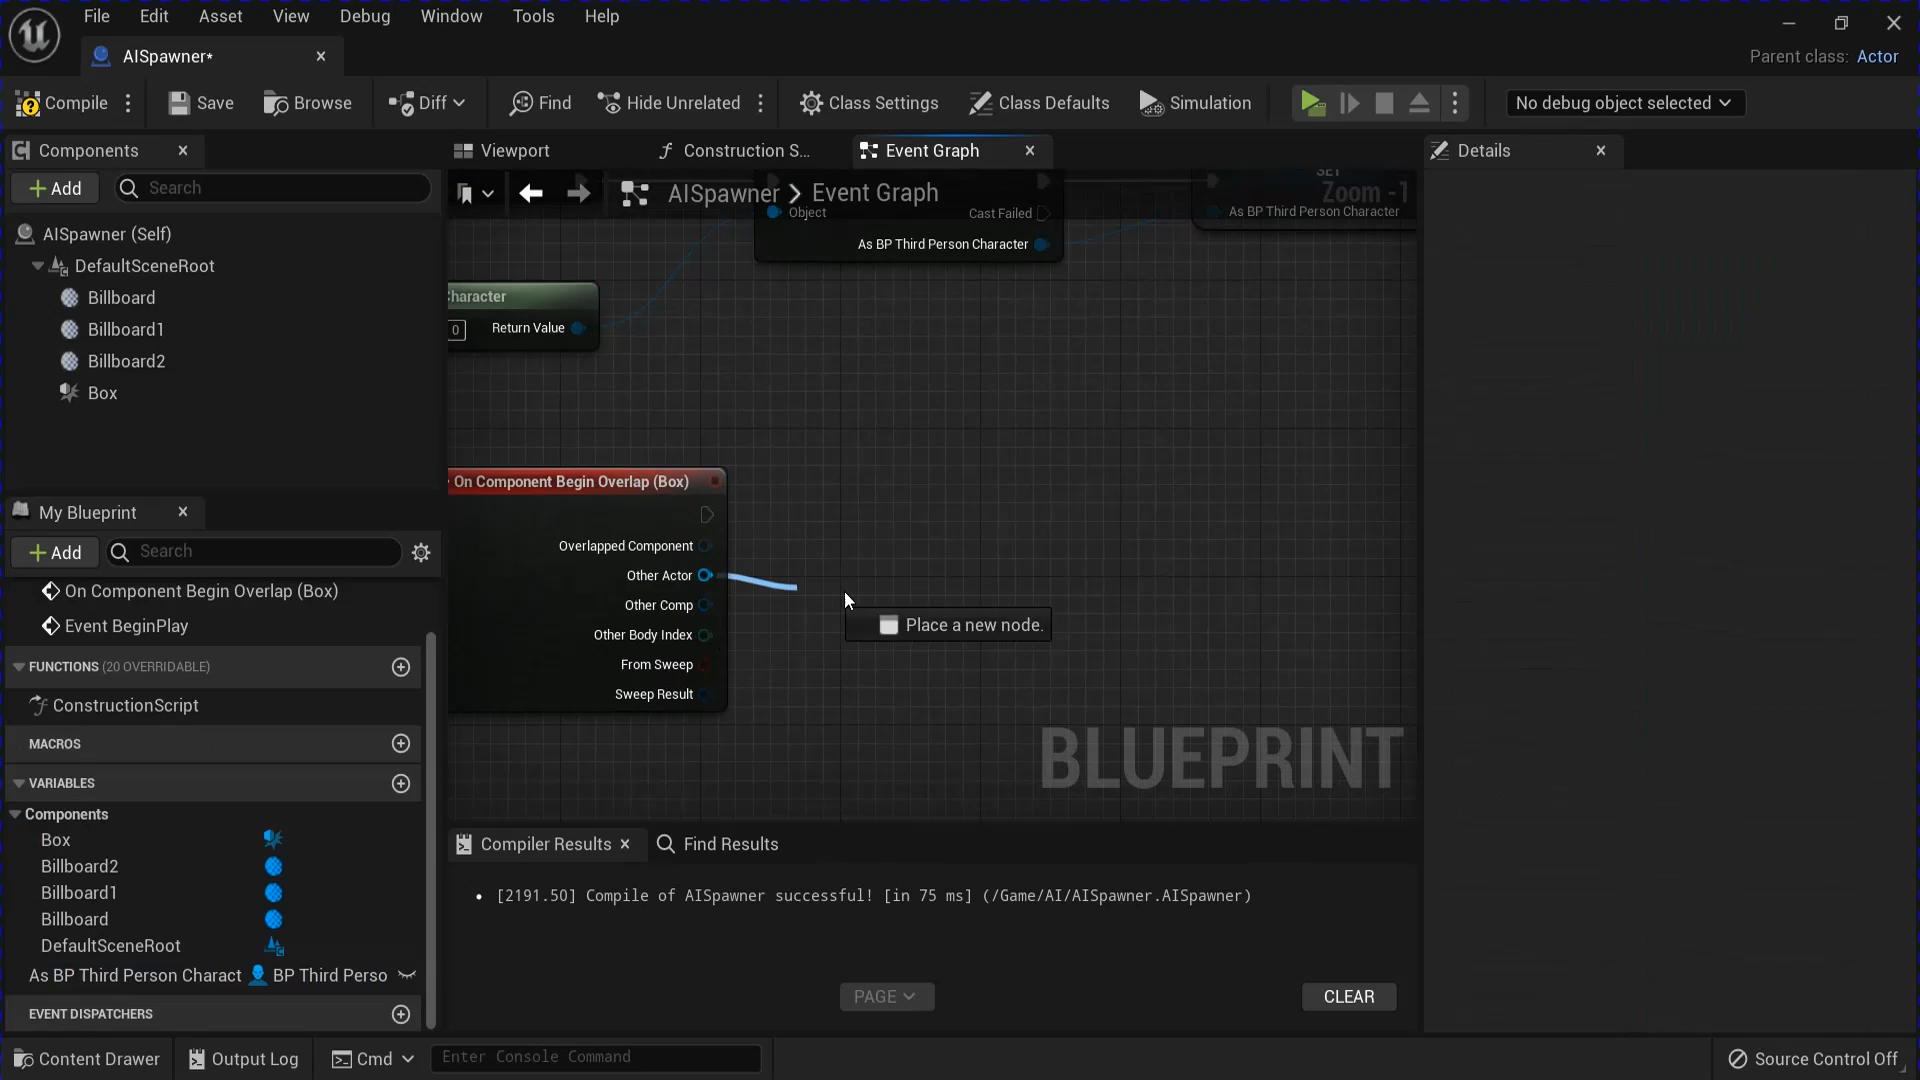 File Edit Asset View Debug Window Tools Help
AISpawner*
Parent class: Actor
Compile Save Browse Diff Find Hide Unrelated Class Settings Class Defaults Simulation No debug object selected
Components
Viewport Construction S... Event Graph
Details
Add Search
AISpawner Event Graph
Zoom -1
SET
Object Cast Failed
As BP Third Person Character
As BP Third Person Character
AISpawner (Self)
DefaultSceneRoot
Billboard
Billboard1
Billboard2
Box
Character
0 Return Value
On Component Begin Overlap (Box)
Overlapped Component
Other Actor
Other Comp
Other Body Index
From Sweep
Sweep Result
Place a new node.
BLUEPRINT
My Blueprint
Add Search
On Component Begin Overlap (Box)
Event BeginPlay
FUNCTIONS (20 OVERRIDABLE)
ConstructionScript
MACROS
VARIABLES
Components
Box
Billboard2
Billboard1
Billboard
DefaultSceneRoot
As BP Third Person Charact BP Third Perso
EVENT DISPATCHERS
Compiler Results Find Results
• [2191.50] Compile of AISpawner successful! [in 75 ms] (/Game/AI/AISpawner.AISpawner)
PAGE CLEAR
Content Drawer Output Log Cmd Enter Console Command Source Control Off